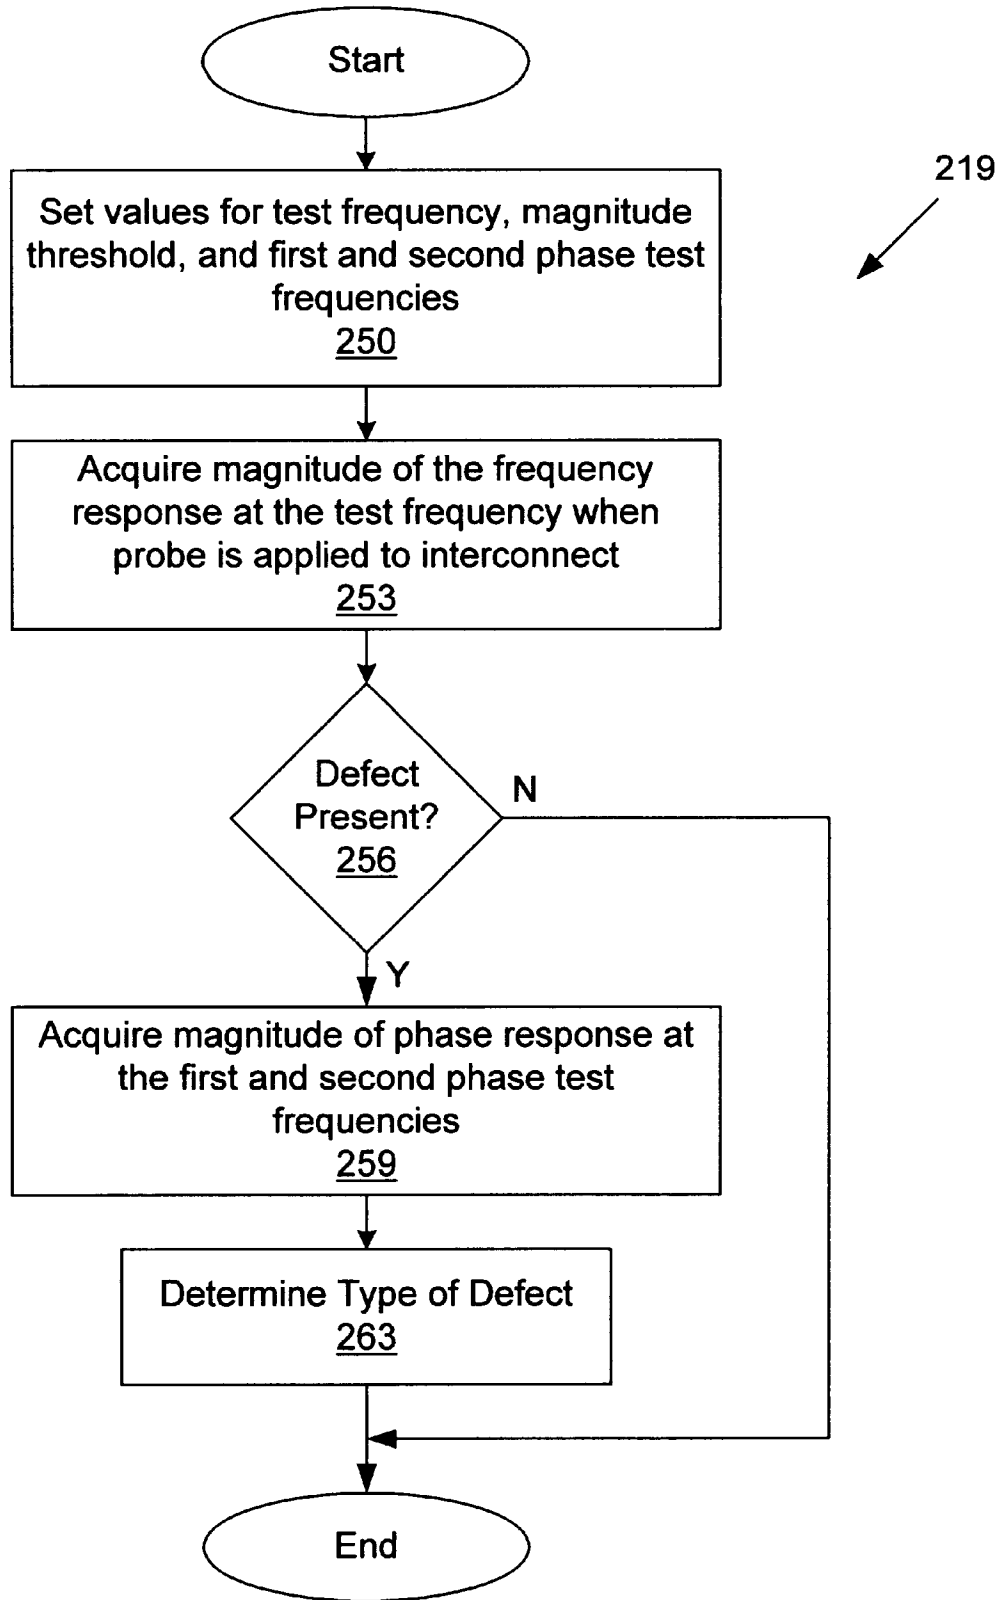 Start
219
Set values for test frequency, magnitude
threshold, and first and second phase test
frequencies
250
Acquire magnitude of the frequency
response at the test frequency when
probe is applied to interconnect
253
Defect
Present?
256
N
Y
Acquire magnitude of phase response at
the first and second phase test
frequencies
259
Determine Type of Defect
263
End